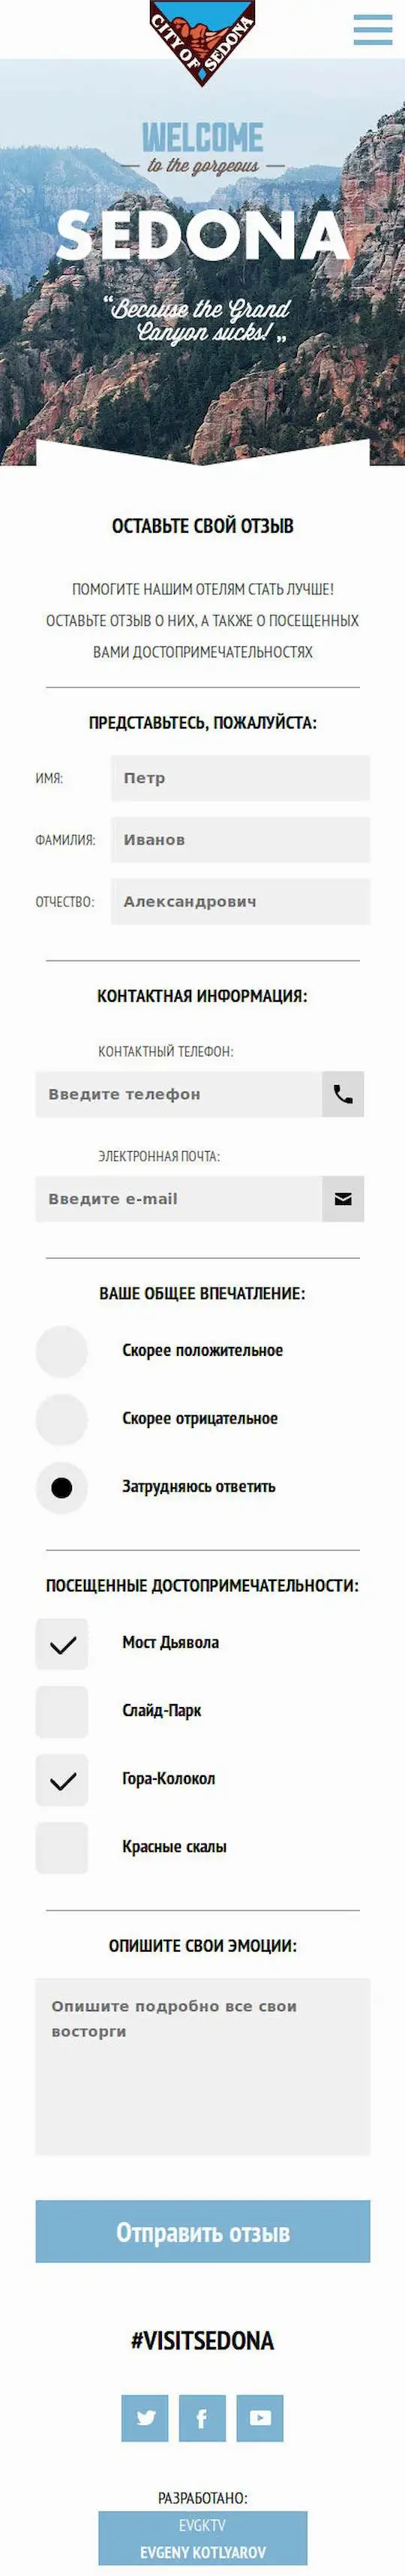 CITY OF SEDONA
WELCOME
to the gorgeous
SEDONA
“Because the Grand
Canyon sucks!„
ОСТАВЬТЕ СВОЙ ОТЗЫВ
ПОМОГИТЕ НАШИМ ОТЕЛЯМ СТАТЬ ЛУЧШЕ!
ОСТАВЬТЕ ОТЗЫВ О НИХ, А ТАКЖЕ О ПОСЕЩЕННЫХ
ВАМИ ДОСТОПРИМЕЧАТЕЛЬНОСТЯХ
ПРЕДСТАВЬТЕСЬ, ПОЖАЛУЙСТА:
ИМЯ: Петр
ФАМИЛИЯ: Иванов
ОТЧЕСТВО: Александрович
КОНТАКТНАЯ ИНФОРМАЦИЯ:
КОНТАКТНЫЙ ТЕЛЕФОН:
Введите телефон
ЭЛЕКТРОННАЯ ПОЧТА:
Введите e-mail
ВАШЕ ОБЩЕЕ ВПЕЧАТЛЕНИЕ:
Скорее положительное
Скорее отрицательное
Затрудняюсь ответить
ПОСЕЩЕННЫЕ ДОСТОПРИМЕЧАТЕЛЬНОСТИ:
Мост Дьявола
Слайд-Парк
Гора-Колокол
Красные скалы
ОПИШИТЕ СВОИ ЭМОЦИИ:
Опишите подробно все свои
восторги
Отправить отзыв
#VISITSEDONA
РАЗРАБОТАНО:
EVGKTV
EVGENY KOTLYAROV